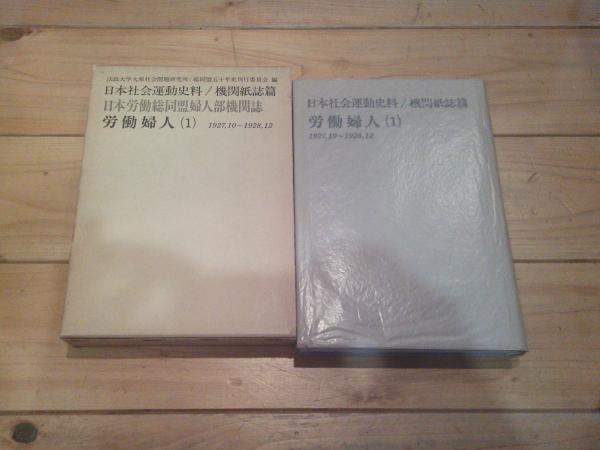 法政大学大原社会問題研究所/総同盟五十年史刊行委員会 編
日本社会運動史料/機関紙誌篇
日本労働総同盟婦人部機関誌
労働婦人(1) 1927,10~1928,12
日本社会運動史料/機関紙誌篇
労働婦人(1)
1927,10~1928,12